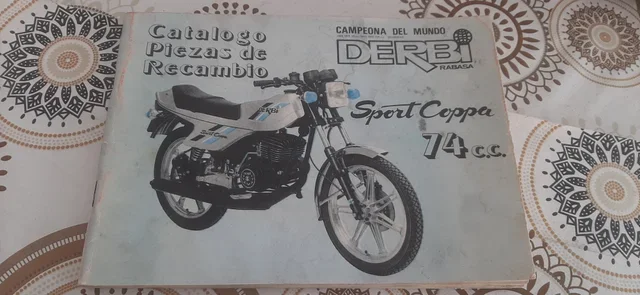 Catalogo
Piezas de
Recambio
CAMPEONA DEL MUNDO
DERBI
RABASA
Sport Coppa
74 c.c.